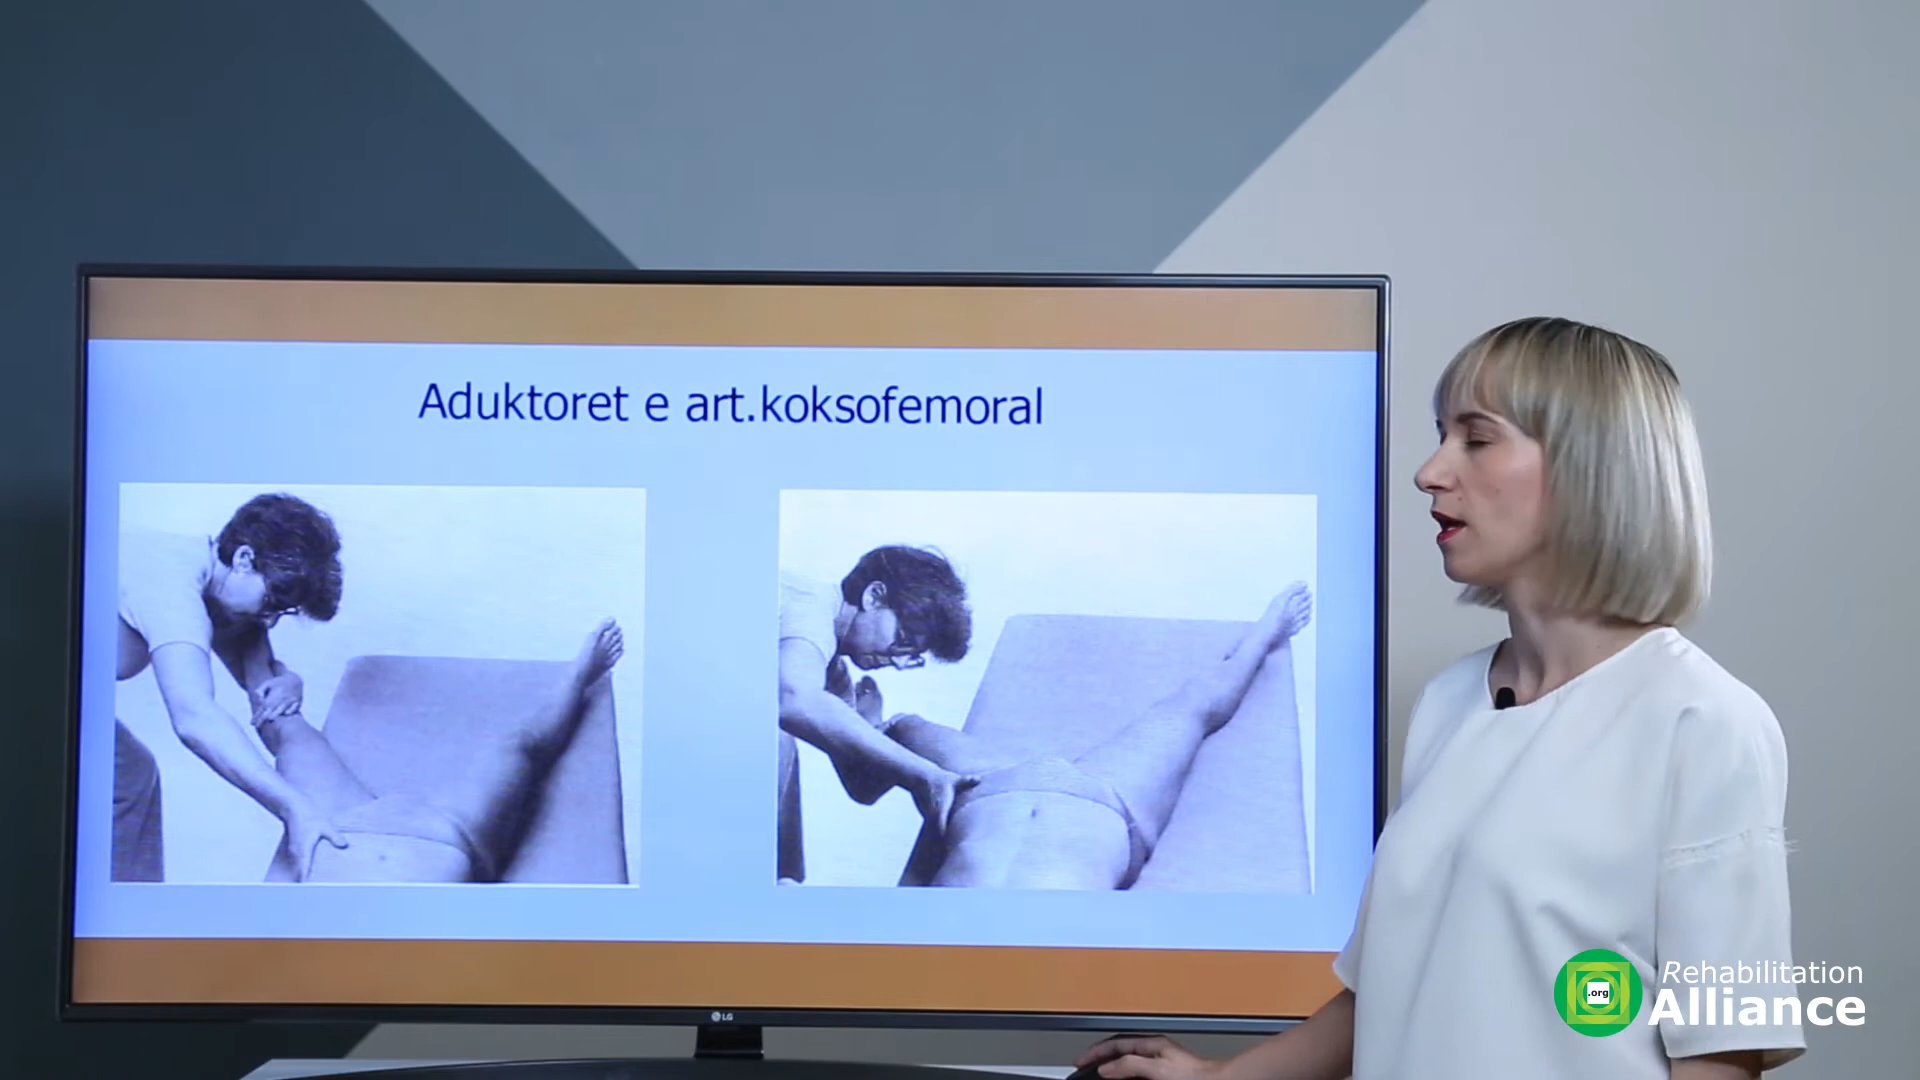 Aduktoret e art.koksofemoral
LG
.org
Rehabilitation
Alliance